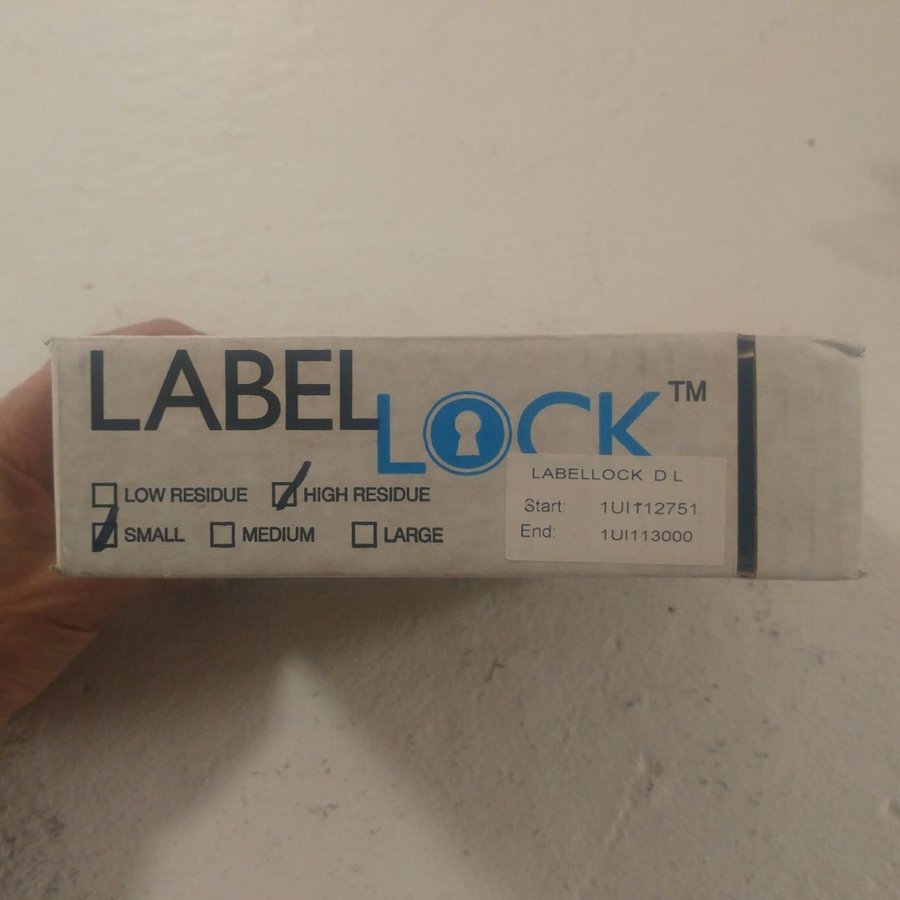 LABEL
LOCK™
LOW RESIDUE HIGH RESIDUE
SMALL MEDIUM LARGE
LABELLOCK D L
Start: 1UI112751
End: 1UI113000